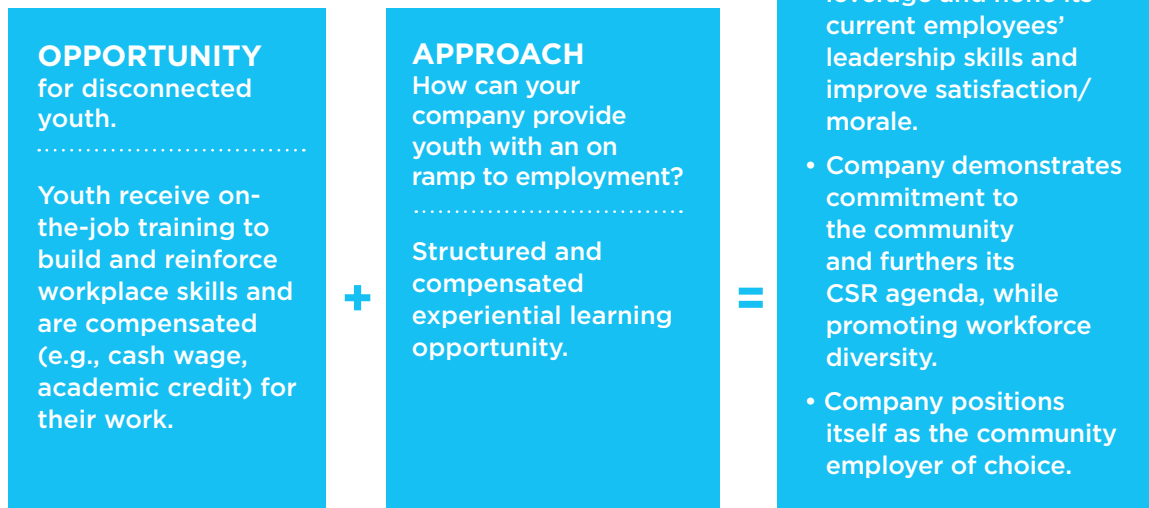 OPPORTUNITY
for disconnected
youth.
Youth receive on-
the-job training to
build and reinforce
workplace skills and
are compensated
(e.g., cash wage,
academic credit) for
their work.
+
APPROACH
How can your
company provide
youth with an on
ramp to employment?
Structured and
compensated
experiential learning
opportunity.
=
current employees’
leadership skills and
improve satisfaction/
morale.
• Company demonstrates
commitment to
the community
and furthers its
CSR agenda, while
promoting workforce
diversity.
• Company positions
itself as the community
employer of choice.